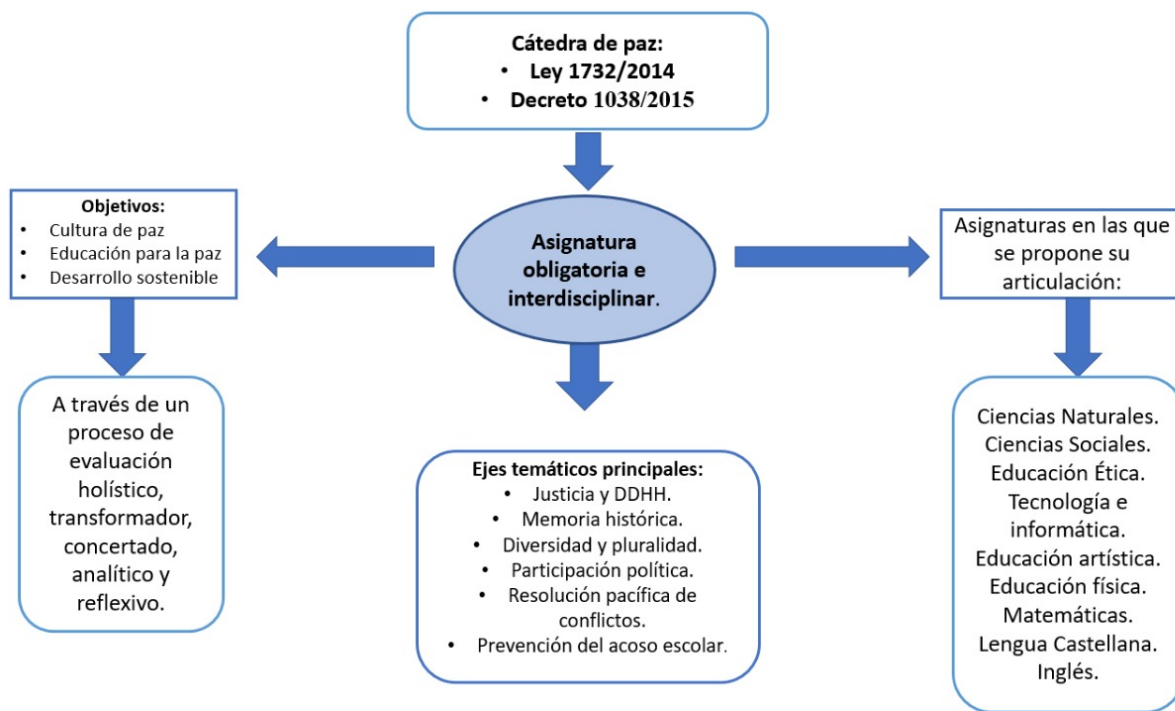 Cátedra de paz:
• Ley 1732/2014
• Decreto 1038/2015
Asignatura
obligatoria e
interdisciplinar.
Objetivos:
• Cultura de paz
• Educación para la paz
• Desarrollo sostenible
A través de un
proceso de
evaluación
holístico,
transformador,
concertado,
analítico y
reflexivo.
Ejes temáticos principales:
• Justicia y DDHH.
• Memoria histórica.
• Diversidad y pluralidad.
• Participación política.
• Resolución pacífica de
conflictos.
• Prevención del acoso escolar.
Asignaturas en las que
se propone su
articulación:
Ciencias Naturales.
Ciencias Sociales.
Educación Ética.
Tecnología e
informática.
Educación artística.
Educación física.
Matemáticas.
Lengua Castellana.
Inglés.